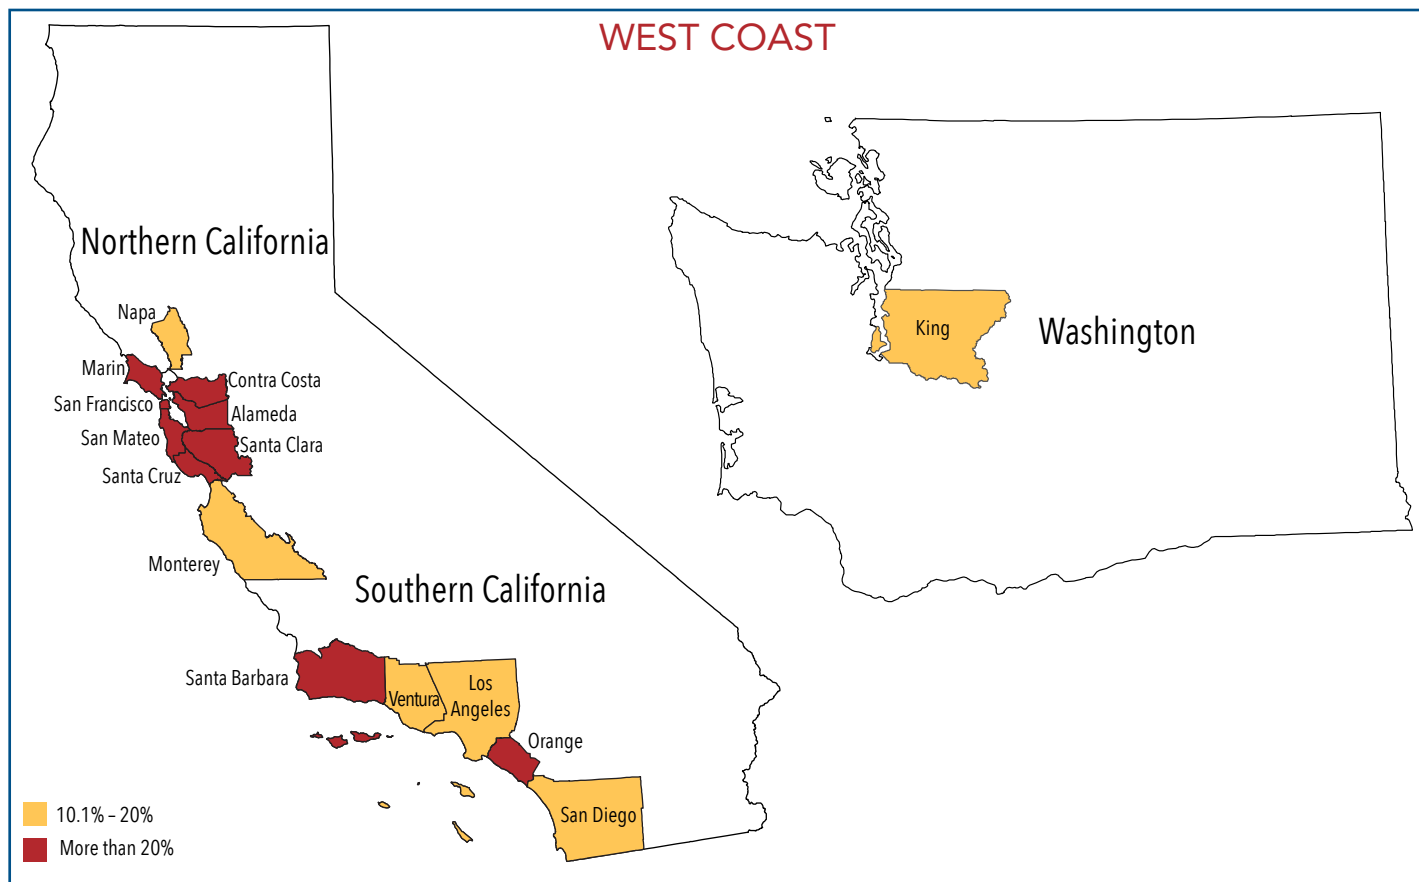 WEST COAST
Northern California
Napa
Marin
Contra Costa
San Francisco
Alameda
San Mateo
Santa Clara
Santa Cruz
Monterey
King
Washington
Southern California
Santa Barbara
Ventura
Los
Angeles
Orange
San Diego
10.1% – 20%
More than 20%